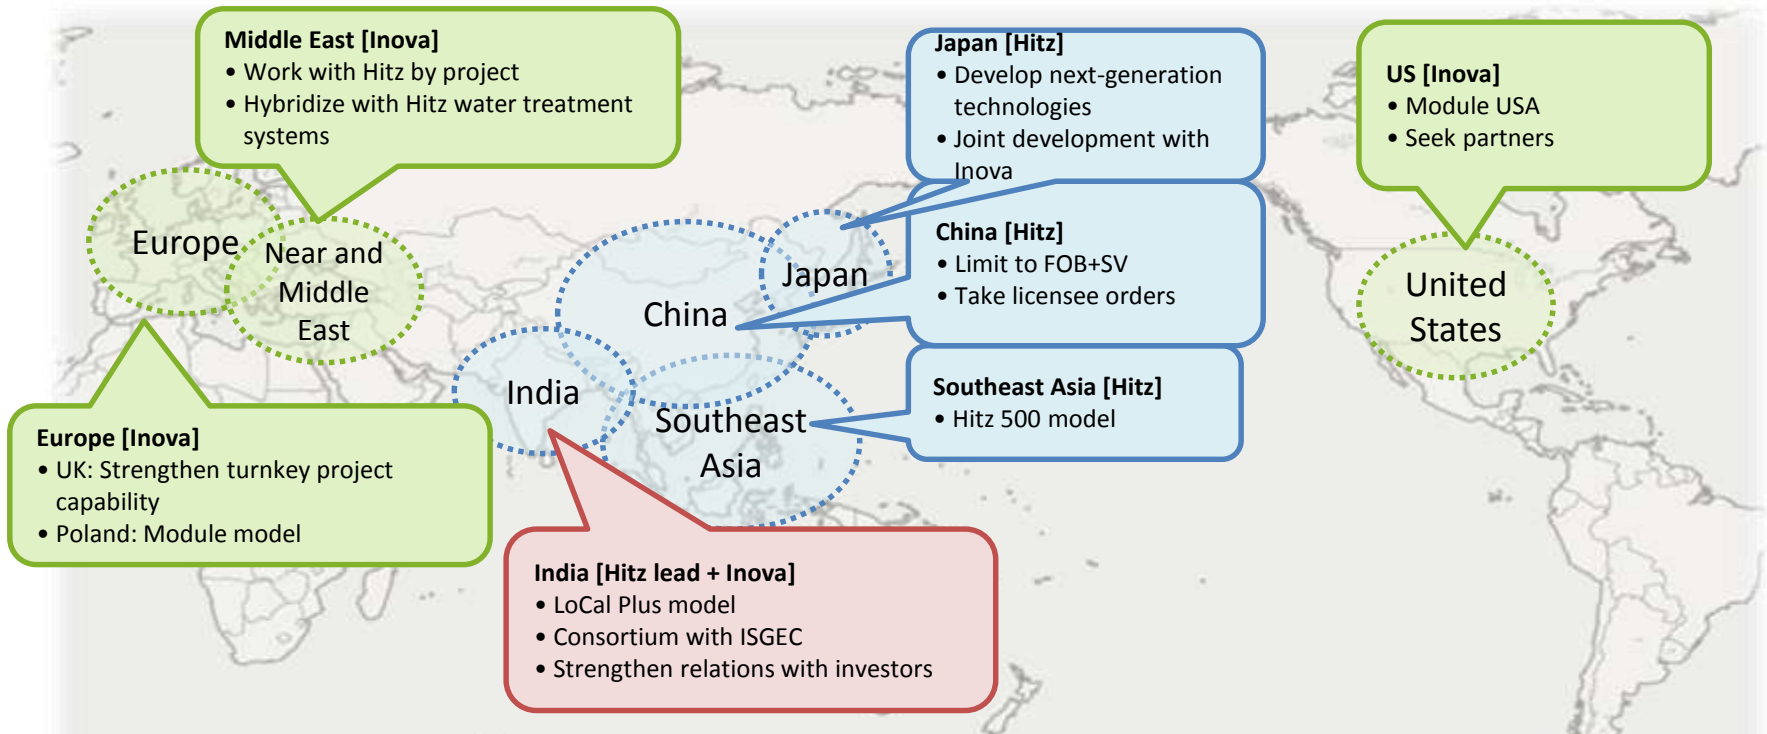 Middle East [Inova]
• Work with Hitz by project
• Hybridize with Hitz water treatment
systems
Japan [Hitz]
• Develop next-generation
technologies
• Joint development with
Inova
US [Inova]
• Module USA
• Seek partners
Europe
Near and
Middle
East
China
Japan
India
Southeast
Asia
United
States
China [Hitz]
• Limit to FOB+SV
• Take licensee orders
Southeast Asia [Hitz]
• Hitz 500 model
Europe [Inova]
• UK: Strengthen turnkey project
capability
• Poland: Module model
India [Hitz lead + Inova]
• LoCal Plus model
• Consortium with ISGEC
• Strengthen relations with investors